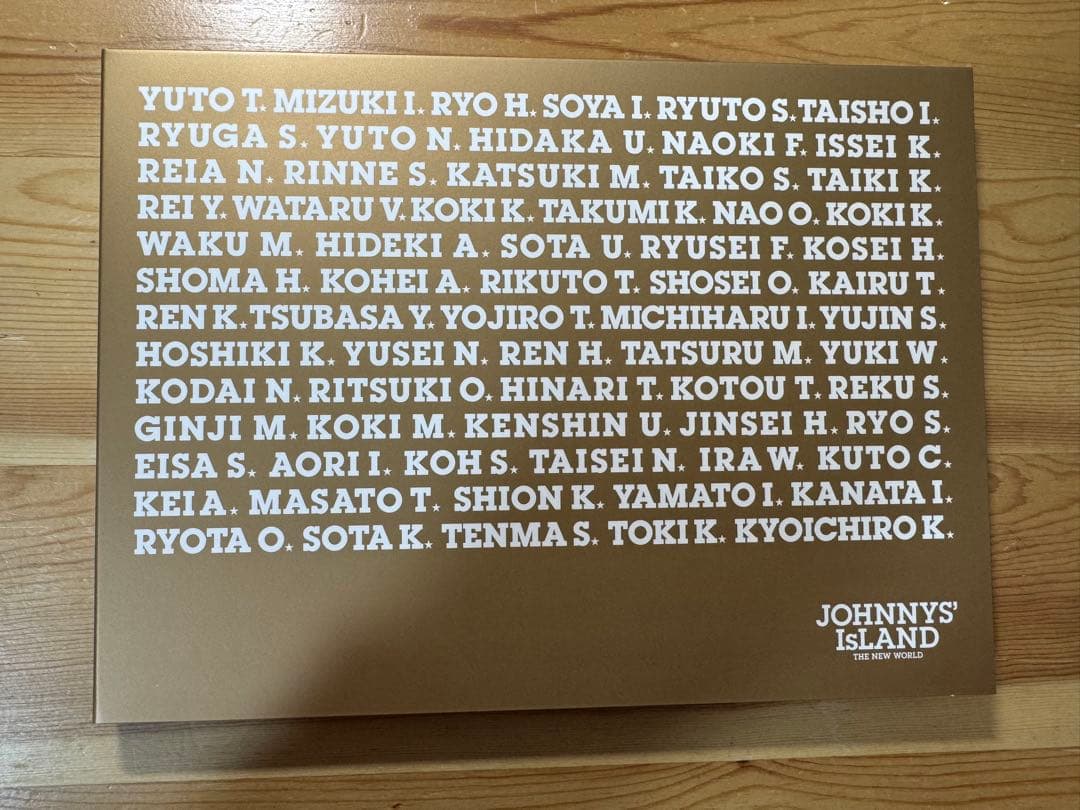 YUTO T★ MIZUKI I★ RYO H★ SOYA I★ RYUTO S★ TAISHO I★
RYUGA S★ YUTO N★ HIDAKA U★ NAOKI F★ ISSEI K★
REIA N★ RINNE S★ KATSUKI M★ TAIKO S★ TAIKI K★
REI Y★ WATARU V★ KOKI K★ TAKUMI K★ NAO O★ KOKI K★
WAKU M★ HIDEKI A★ SOTA U★ RYUSEI F★ KOSEI H★
SHOMA H★ KOHEI A★ RIKUTO T★ SHOSEI O★ KAIRU T★
REN K★ TSUBASA Y★ YOJIRO T★ MICHIHARU I★ YUJIN S★
HOSHIKI K★ YUSEI N★ REN H★ TATSURU M★ YUKI W★
KODAI N★ RITSUKI O★ HINARI T★ KOTOU T★ REKU S★
GINJI M★ KOKI M★ KENSHIN U★ JINSEI H★ RYO S★
EISA S★ AORI I★ KOH S★ TAISEI N★ IRA W★ KUTO C★
KEI A★ MASATO T★ SHION K★ YAMATO I★ KANATA I★
RYOTA O★ SOTA K★ TENMA S★ TOKI K★ KYOICHIRO K★
JOHNNYS'
IsLAND
THE NEW WORLD